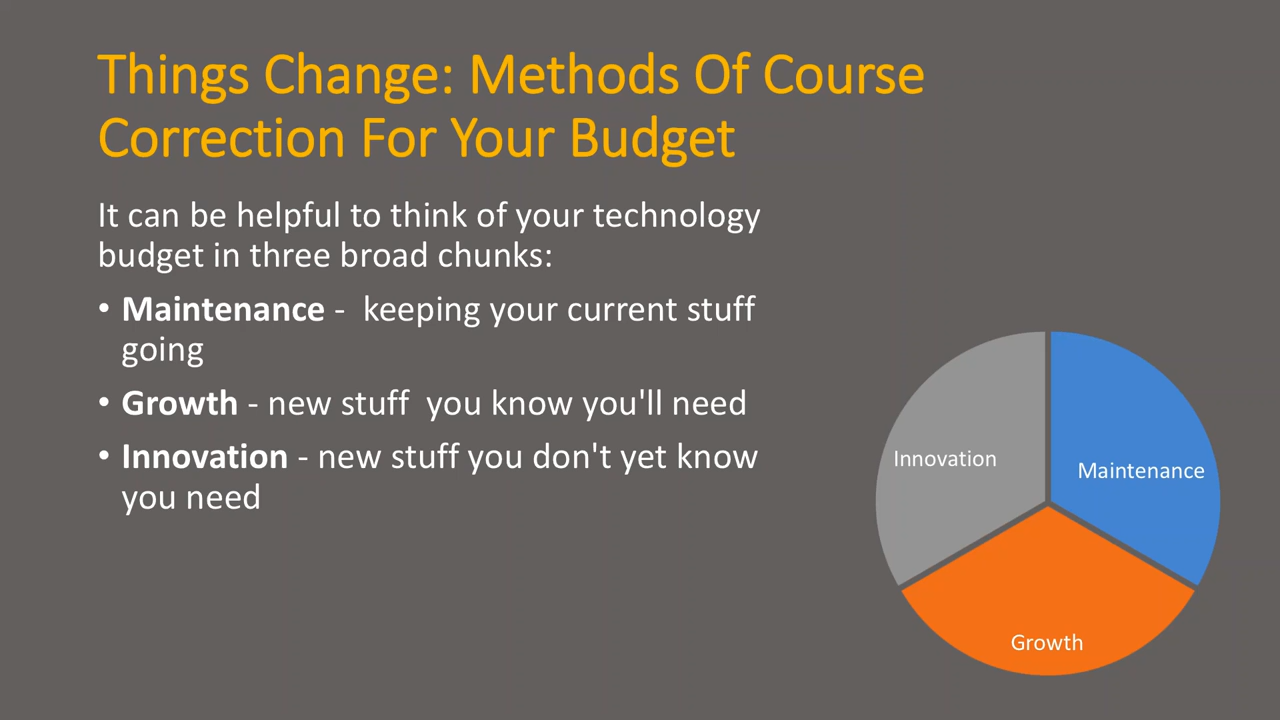 Things Change: Methods Of Course
Correction For Your Budget
It can be helpful to think of your technology
budget in three broad chunks:
• Maintenance -  keeping your current stuff
going
• Growth - new stuff  you know you'll need
• Innovation - new stuff you don't yet know
you need
Innovation
Maintenance
Growth